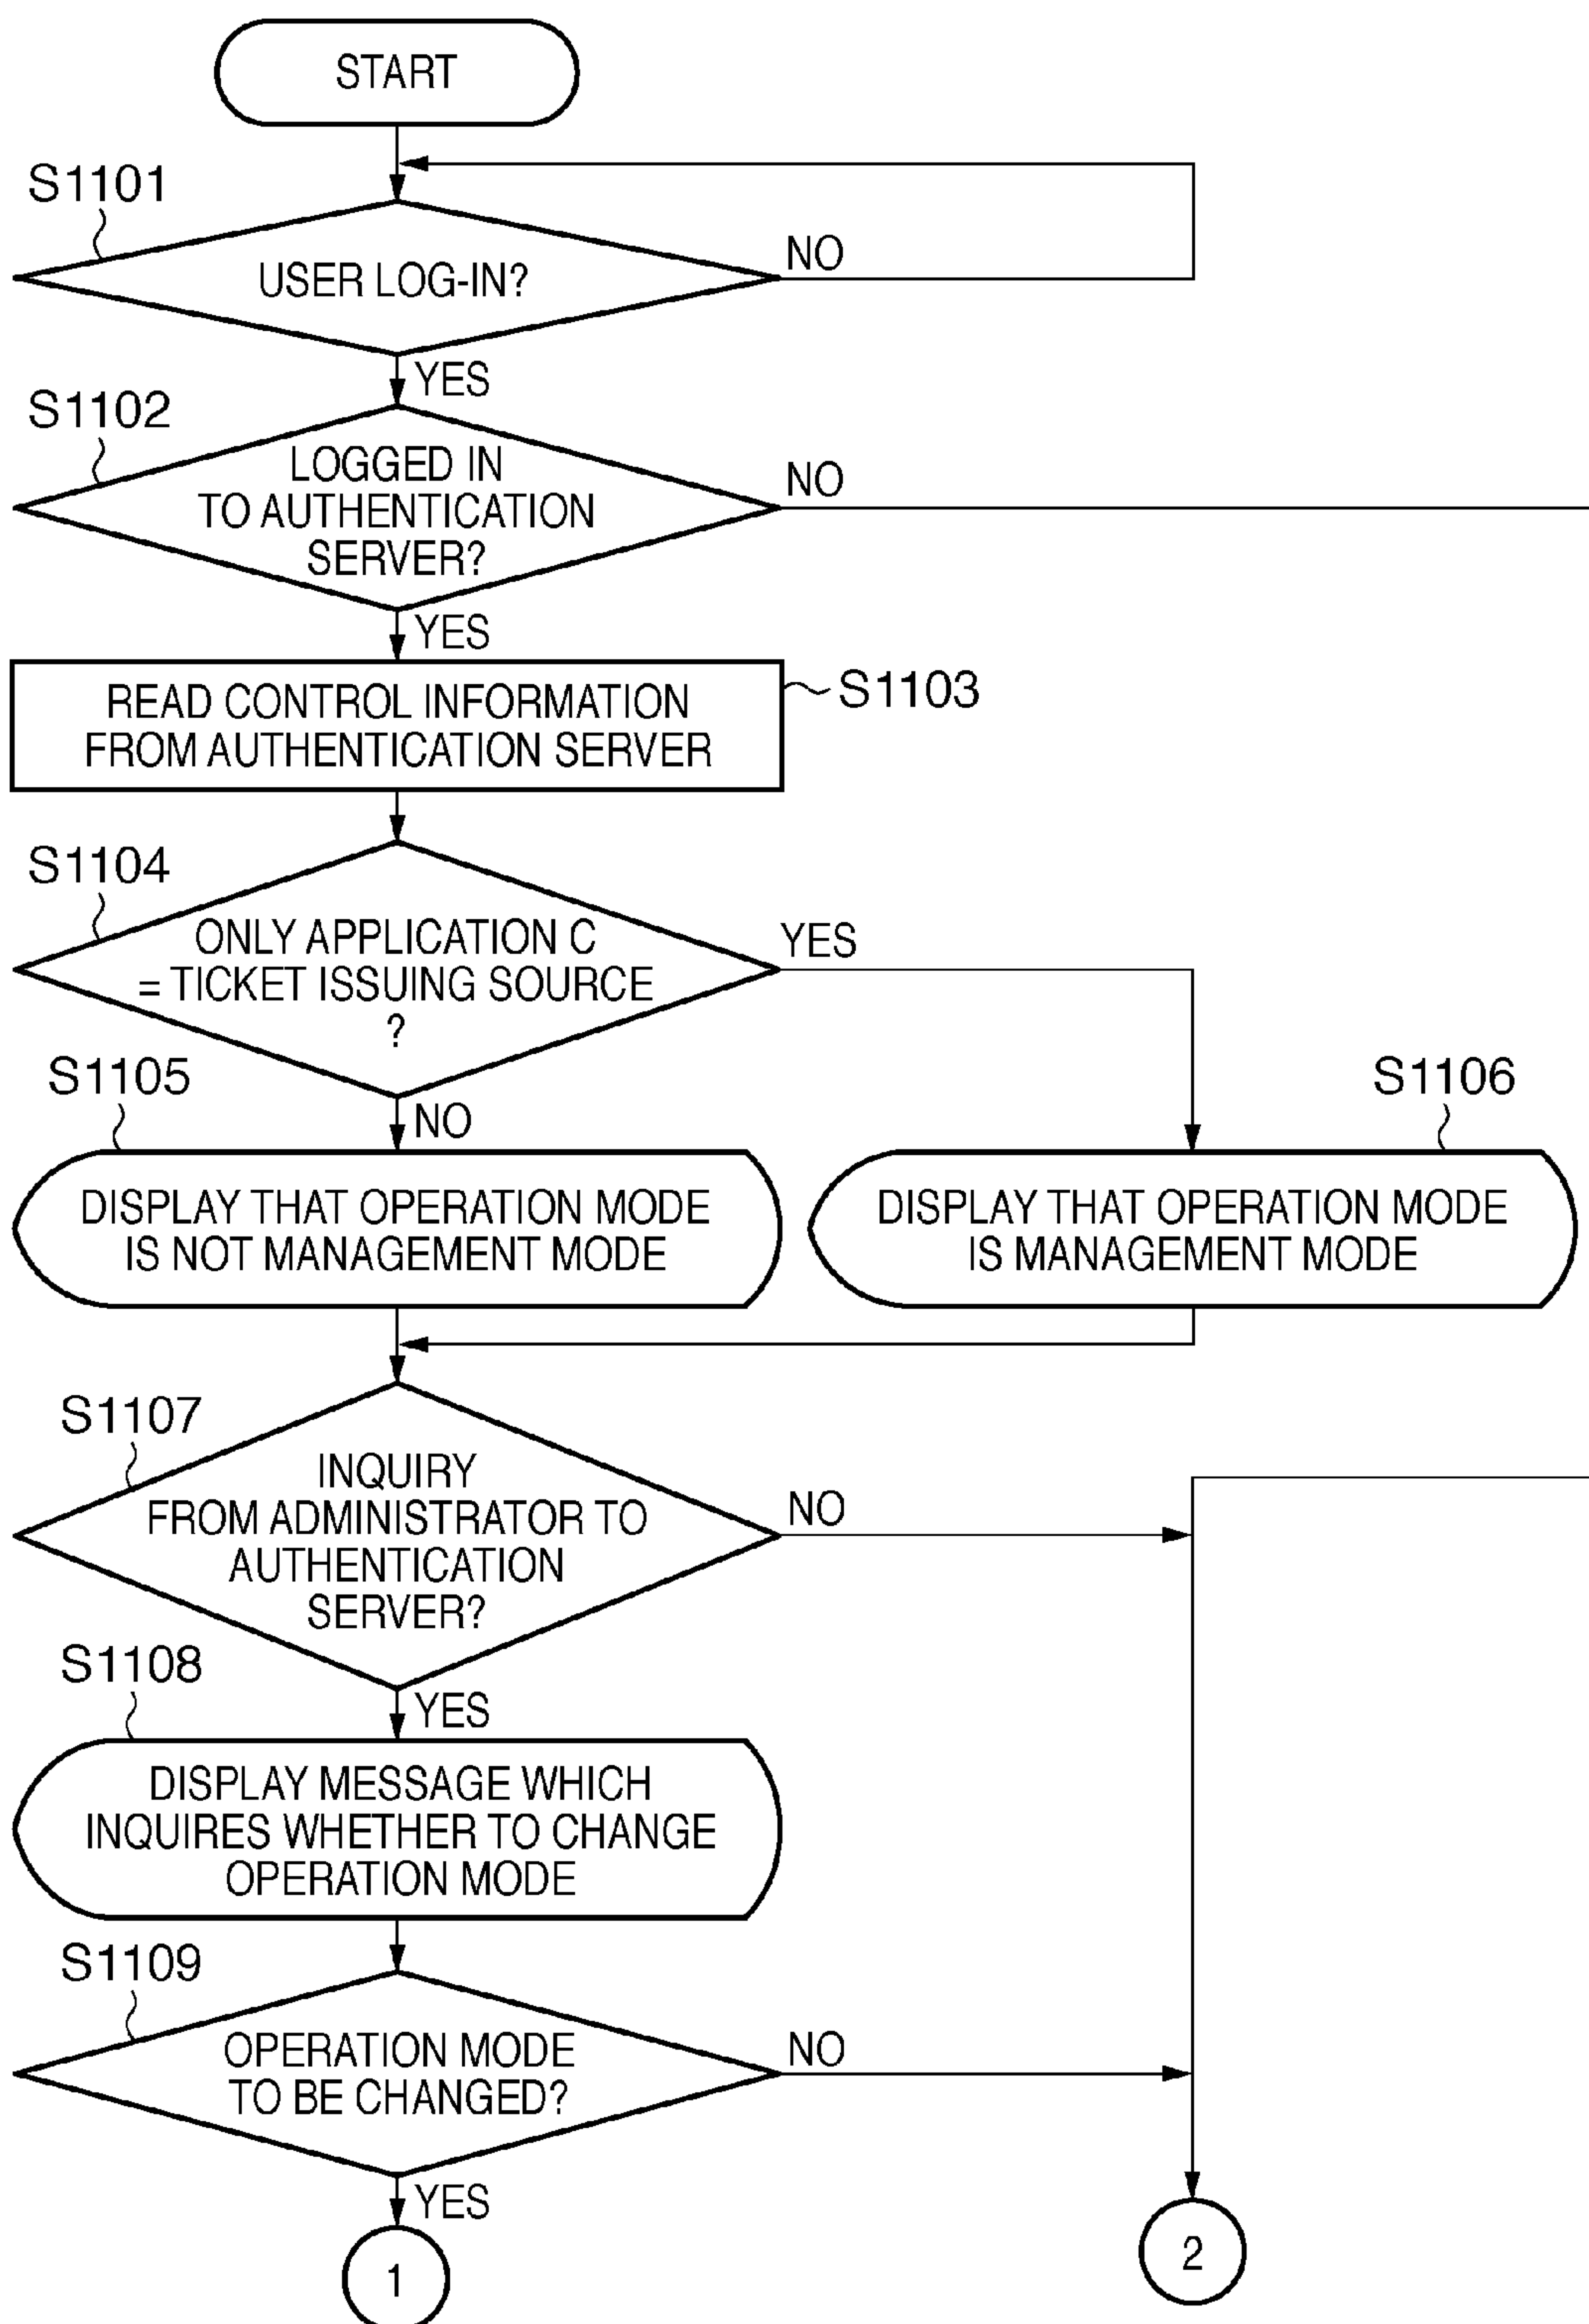 START
S1101
USER LOG-IN?
NO
YES
S1102
LOGGED IN
TO AUTHENTICATION
SERVER?
NO
YES
READ CONTROL INFORMATION
FROM AUTHENTICATION SERVER
S1103
S1104
ONLY APPLICATION C
= TICKET ISSUING SOURCE
?
YES
NO
S1105
DISPLAY THAT OPERATION MODE
IS NOT MANAGEMENT MODE
S1106
DISPLAY THAT OPERATION MODE
IS MANAGEMENT MODE
S1107
INQUIRY
FROM ADMINISTRATOR TO
AUTHENTICATION
SERVER?
NO
YES
S1108
DISPLAY MESSAGE WHICH
INQUIRES WHETHER TO CHANGE
OPERATION MODE
S1109
OPERATION MODE
TO BE CHANGED?
NO
YES
1
2